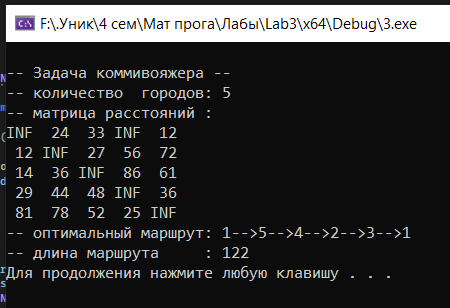 F:\.Уник\4 сем\Мат прога\Лабы\Lab3\x64\Debug\3.exe
-- Задача коммивояжера --
-- количество  городов: 5
-- матрица расстояний :
INF  24  33 INF  12
 12 INF  27  56  72
 14  36 INF  86  61
 29  44  48 INF  36
 81  78  52  25 INF
-- оптимальный маршрут: 1-->5-->4-->2-->3-->1
-- длина маршрута     : 122
Для продолжения нажмите любую клавишу . . .